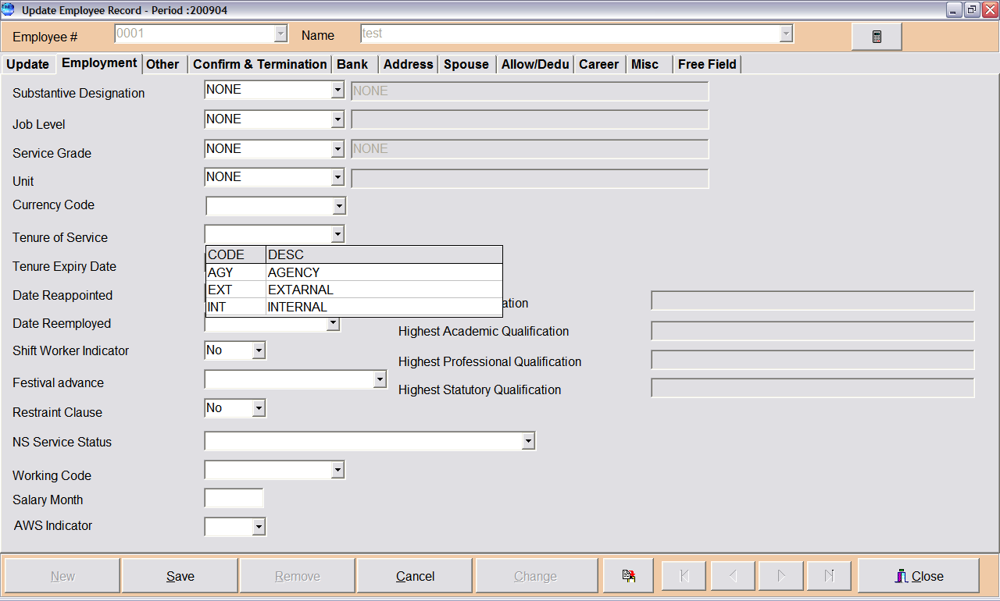 Update Employee Record - Period :200904
Employee # 0001 Name test
Update Employment Other Confirm & Termination Bank Address Spouse Allow/Dedu Career Misc Free Field
Substantive Designation NONE NONE
Job Level NONE
Service Grade NONE NONE
Unit NONE
Currency Code
Tenure of Service
CODE DESC
Tenure Expiry Date
AGY AGENCY
EXT EXTARNAL
Date Reappointed
INT INTERNAL ation
Date Reemployed
Highest Academic Qualification
Shift Worker Indicator No
Highest Professional Qualification
Festival advance
Highest Statutory Qualification
Restraint Clause No
NS Service Status
Working Code
Salary Month
AWS Indicator
New Save Remove Cancel Change Close